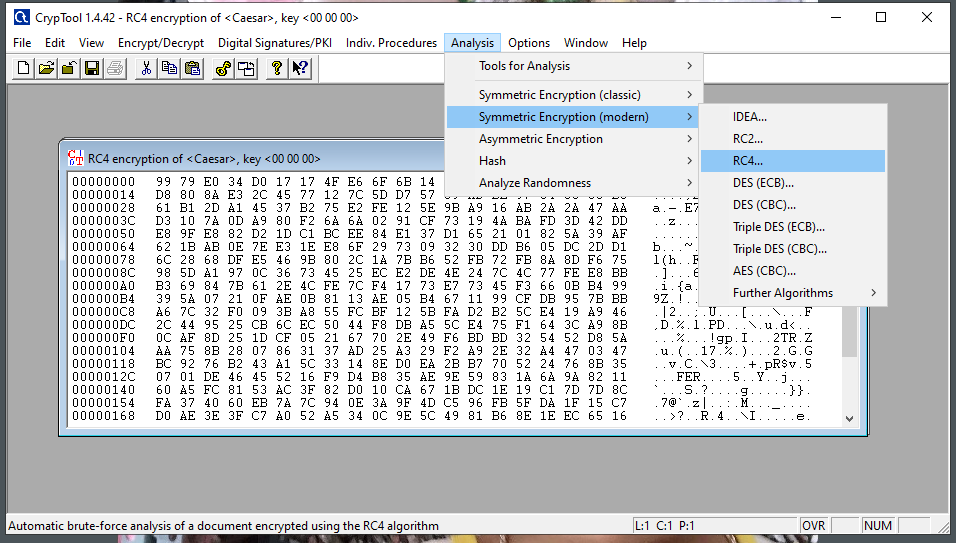 CrypTool 1.4.42 - RC4 encryption of <Caesar>, key <00 00 00>
File Edit View Encrypt/Decrypt Digital Signatures/PKI Indiv. Procedures Analysis Options Window Help
Tools for Analysis
Symmetric Encryption (classic)
Symmetric Encryption (modern)
Asymmetric Encryption
Hash
Analyze Randomness
IDEA...
RC2...
RC4...
DES (ECB)...
DES (CBC)...
Triple DES (ECB)...
Triple DES (CBC)...
AES (CBC)...
Further Algorithms
RC4 encryption of <Caesar>, key <00 00 00>
00000000 99 79 E0 34 D0 17 17 4F E6 6F 6B 14
00000014 D8 80 8A E3 2C 45 77 12 7C 5D D7 57
00000028 61 B1 2D A1 45 37 B2 75 E2 FE 12 5E 9B A9 16 AB 2A 2A 47 AA a.-.E7
0000003C D3 10 7A 0D A9 80 F2 6A 6A 02 91 CF 73 19 4A BA FD 3D 42 DD ..z.
00000050 E8 9F E8 82 D2 1D C1 BC EE 84 E1 37 D1 65 21 01 82 5A 39 AF
00000064 62 1B AB 0E 7E E3 1E E8 6F 29 73 09 32 30 DD B6 05 DC 2D D1 b...~.
00000078 6C 28 68 DF E5 46 9B 80 2C 1A 7B B6 52 FB 72 FB 8A 8D F6 75 l(h..F
0000008C 98 5D A1 97 0C 36 73 45 25 EC E2 DE 4E 24 7C 4C 77 FE E8 BB .]...6
000000A0 B3 69 84 7B 61 2E 4C FE 7C F4 17 73 E7 73 45 F3 66 0B B4 99 .i.{a.
000000B4 39 5A 07 21 0F AE 0B 81 13 AE 05 B4 67 11 99 CF DB 95 7B BB 9Z.!..
000000C8 A6 7C 32 F0 09 3B A8 55 FC BF 12 5B FA D2 B2 5C E4 19 A9 46 .|2..;.U...[...\...F
000000DC 2C 44 95 25 CB 6C EC 50 44 F8 DB A5 5C E4 75 F1 64 3C A9 8B ,D.%.l.PD...\.u.d<..
000000F0 0C AF 8D 25 1D CF 05 21 67 70 2E 49 F6 BD BD 32 54 52 D8 5A ...%...!gp.I...2TR.Z
00000104 AA 75 8B 28 07 86 31 37 AD 25 A3 29 F2 A9 2E 32 A4 47 03 47 .u.(..17.%.)...2.G.G
00000118 BC 92 76 B2 43 A1 5C 33 14 8E D0 EA 2B B7 70 52 24 76 8B 35 ..v.C.\3....+.pR$v.5
0000012C 07 01 DE 46 45 52 16 F9 D4 B8 35 AE 9E 59 83 1A 6A 9A 82 11 ...FER....5..Y..j...
00000140 60 A5 FC 81 53 AC 3F 82 D0 10 CA 67 1B DC 1E 19 C1 7D 7D 8C `...S.?....g.....}}.
00000154 FA 37 40 60 EB 7A 7C 94 0E 3A 9F 4D C5 96 FB 5F DA 1F 15 C7 .7@`.z|..:.M..._....
00000168 D0 AE 3E 3F C7 A0 52 A5 34 0C 9E 5C 49 81 B6 8E 1E EC 65 16 ..>?..R.4..\I.....e.
Automatic brute-force analysis of a document encrypted using the RC4 algorithm
L:1 C:1 P:1 OVR NUM